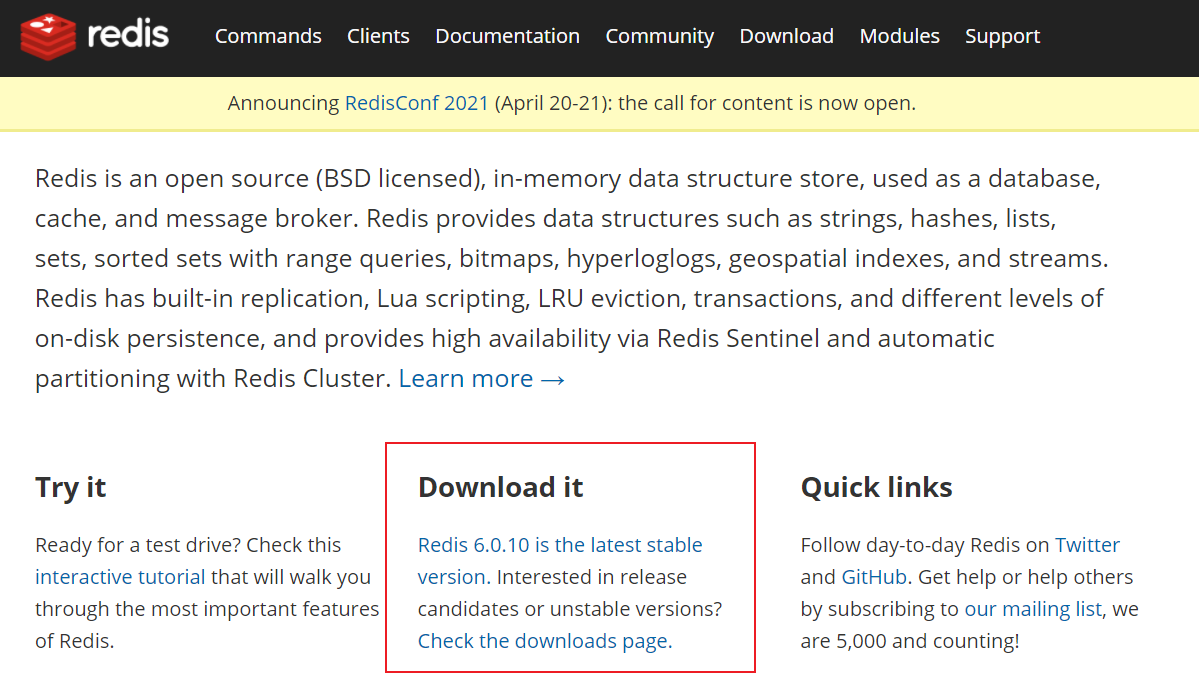 redis Commands Clients Documentation Community Download Modules Support
Announcing RedisConf 2021 (April 20-21): the call for content is now open.
Redis is an open source (BSD licensed), in-memory data structure store, used as a database,
cache, and message broker. Redis provides data structures such as strings, hashes, lists,
sets, sorted sets with range queries, bitmaps, hyperloglogs, geospatial indexes, and streams.
Redis has built-in replication, Lua scripting, LRU eviction, transactions, and different levels of
on-disk persistence, and provides high availability via Redis Sentinel and automatic
partitioning with Redis Cluster. Learn more →
Try it
Ready for a test drive? Check this
interactive tutorial that will walk you
through the most important features
of Redis.
Download it
Redis 6.0.10 is the latest stable
version. Interested in release
candidates or unstable versions?
Check the downloads page.
Quick links
Follow day-to-day Redis on Twitter
and GitHub. Get help or help others
by subscribing to our mailing list, we
are 5,000 and counting!